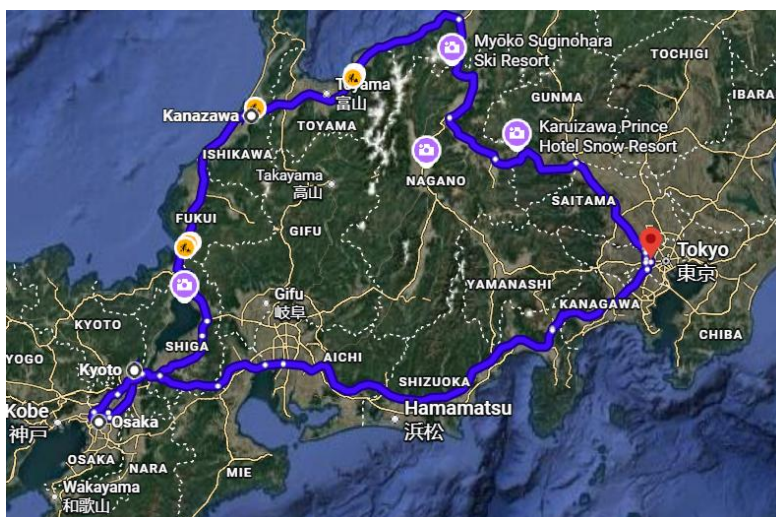 Myōkō Suginohara
Ski Resort
TOCHIGI
GUNMA
IBARA
Toyama
富山
Kanazawa
TOYAMA
Karuizawa Prince
Hotel Snow Resort
ISHIKAWA
Takayama
高山
NAGANO
SAITAMA
FUKUI
GIFU
Tokyo
東京
YAMANASHI
Gifu
岐阜
KANAGAWA
KYOTO
CHIBA
SHIGA
YOGO
AICHI
Kyoto
SHIZUOKA
Kobe
神戸
Osaka
Hamamatsu
浜松
OSAKA
NARA
MIE
Wakayama
和歌山